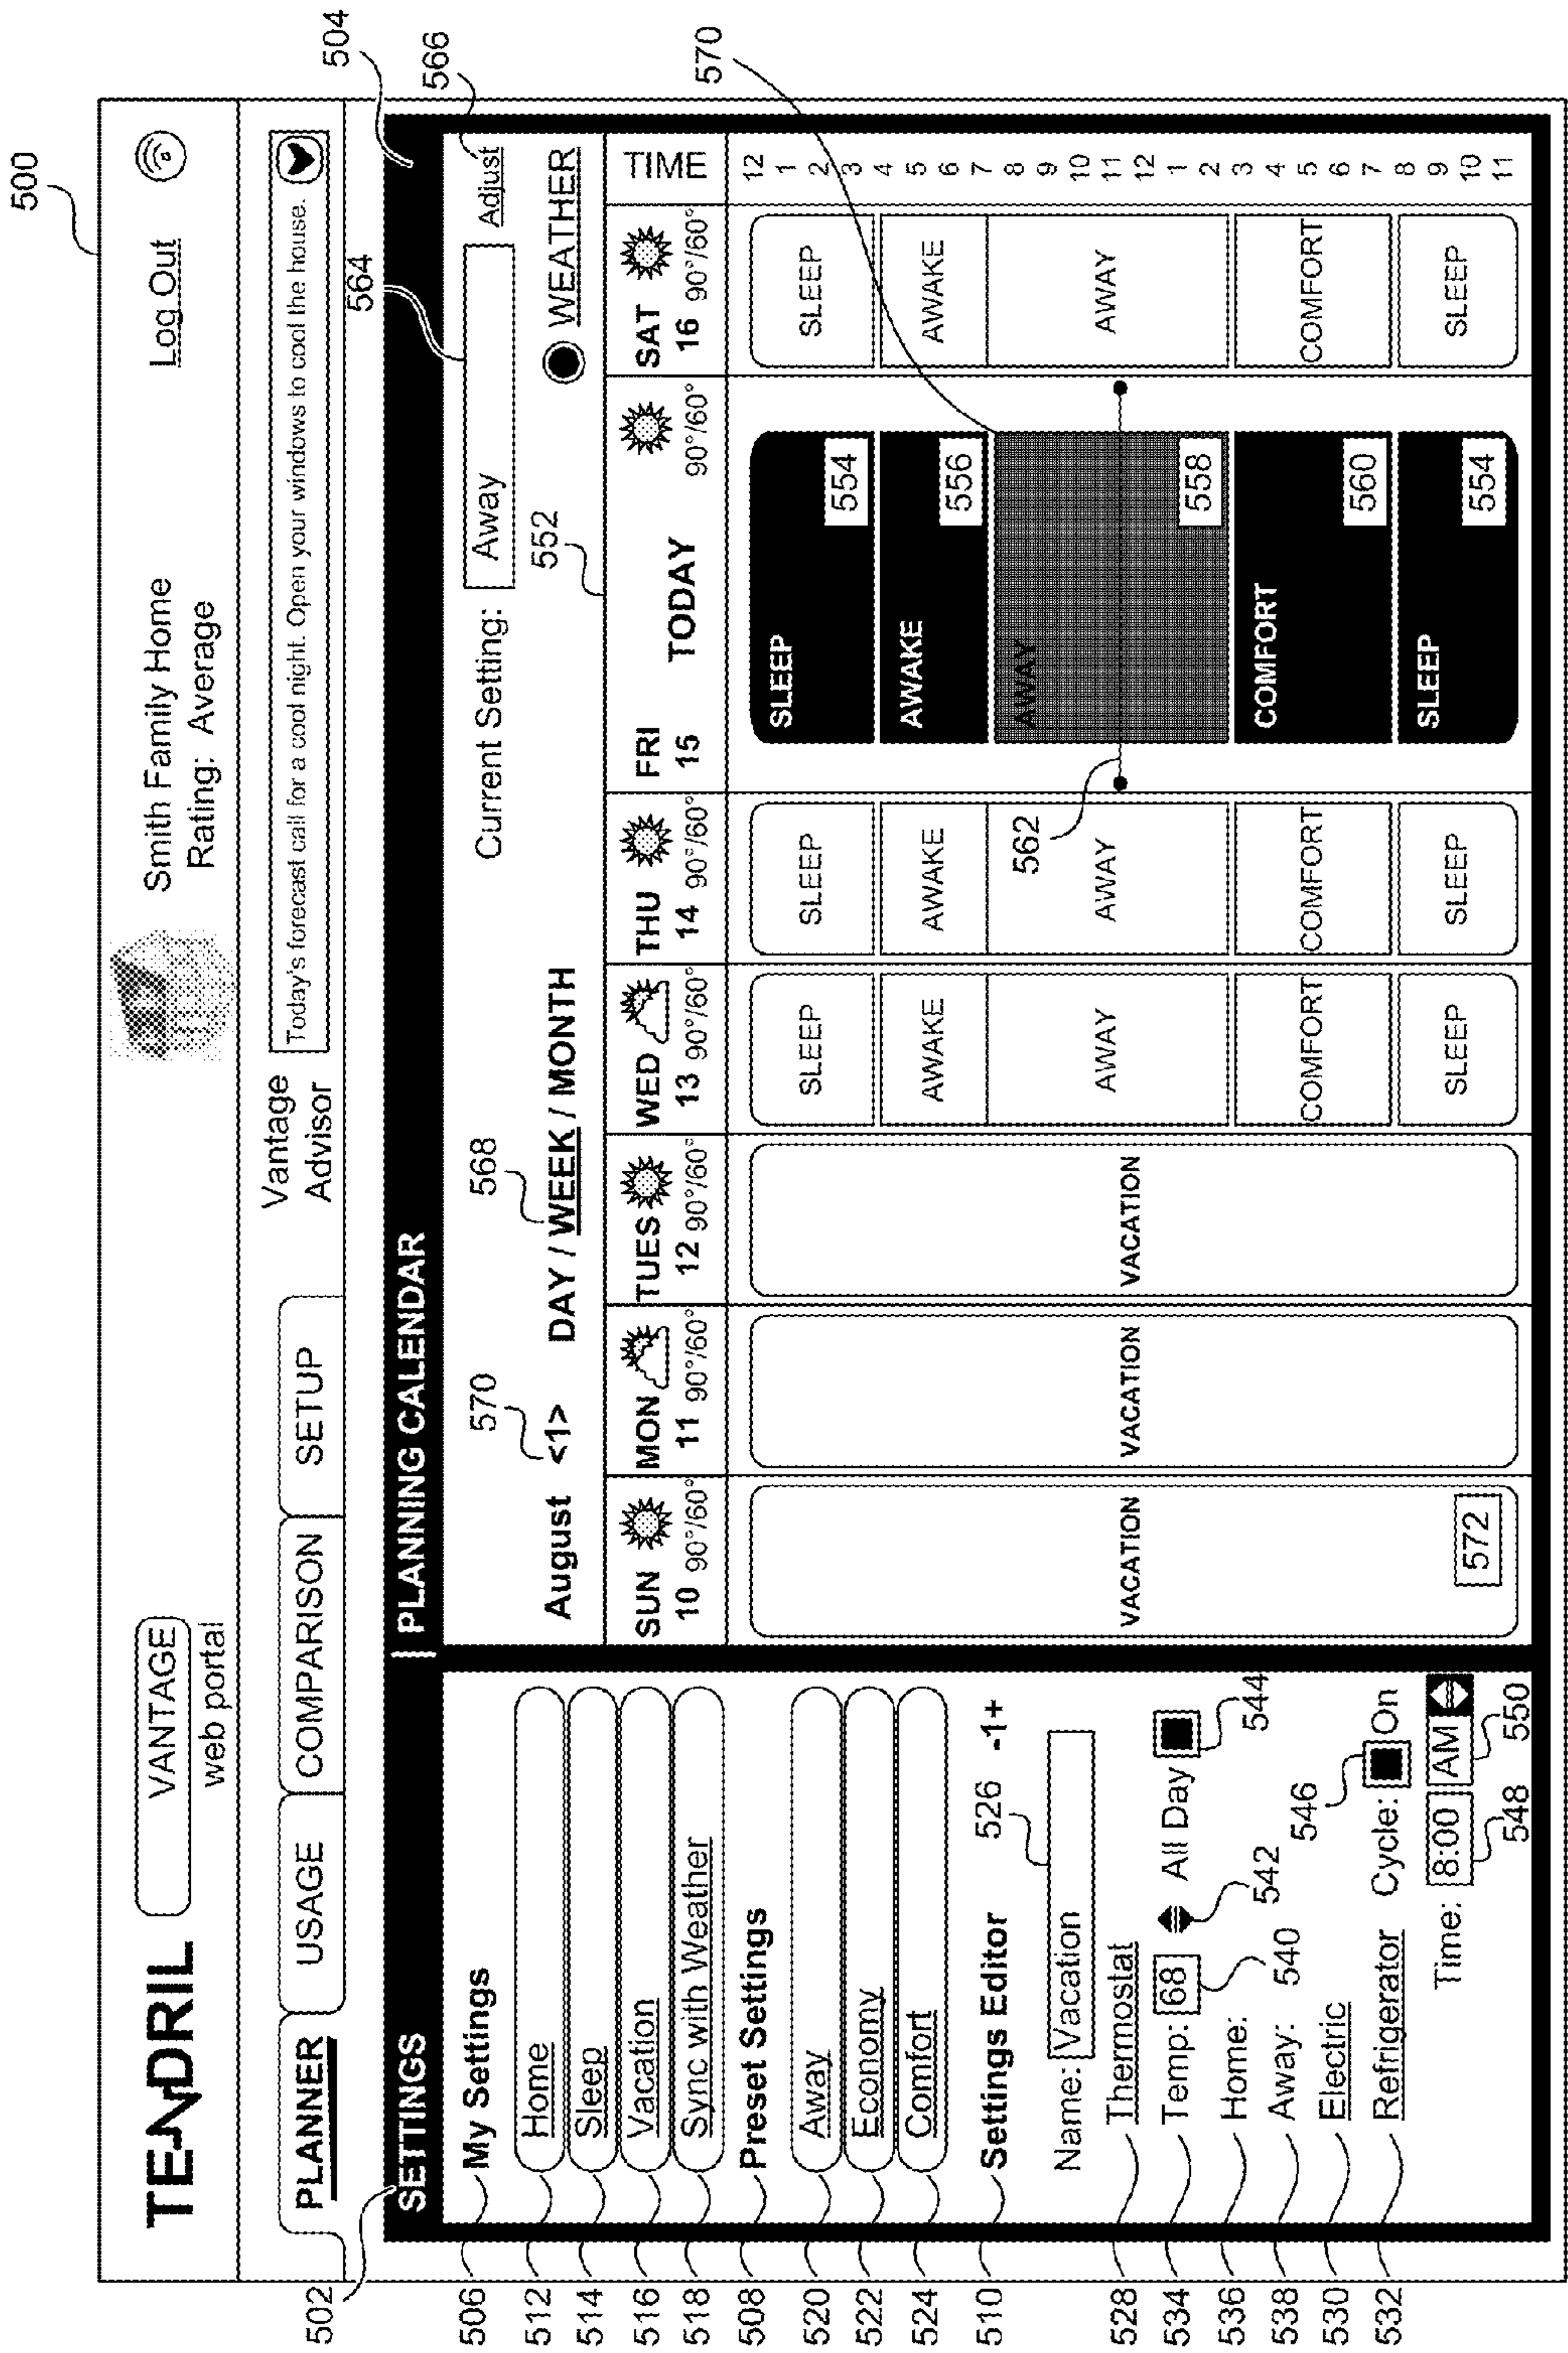 500
TENDRIL
VANTAGE
web portal
Smith Family Home
Rating: Average
Log Out
PLANNER
USAGE
COMPARISON
SETUP
Vantage
Advisor
Today's forecast call for a cool night. Open your windows to cool the house.
502
504
SETTINGS
506
My Settings
512
Home
514
Sleep
516
Vacation
518
Sync with Weather
508
Preset Settings
520
Away
522
Economy
524
Comfort
510
Settings Editor -1+
526
Name: Vacation
528
Thermostat
534
Temp: 68 All Day
540
542
544
536
Home:
538
Away:
530
Electric
532
Refrigerator Cycle: On
546
Time: 8:00 AM
548
550
PLANNING CALENDAR
Current Setting: Away Adjust
564
566
570
568
552
August <1> DAY / WEEK / MONTH WEATHER
SUN
10 90°/60°
MON
11 90°/60°
TUES
12 90°/60°
WED
13 90°/60°
THU
14 90°/60°
FRI
15
TODAY
90°/60°
SAT
16 90°/60°
TIME
VACATION
572
VACATION
VACATION
SLEEP
AWAKE
AWAY
COMFORT
SLEEP
SLEEP
AWAKE
AWAY
COMFORT
SLEEP
562
SLEEP
554
AWAKE
556
AWAY
558
COMFORT
560
SLEEP
554
570
SLEEP
AWAKE
AWAY
COMFORT
SLEEP
12
1
2
3
4
5
6
7
8
9
10
11
12
1
2
3
4
5
6
7
8
9
10
11